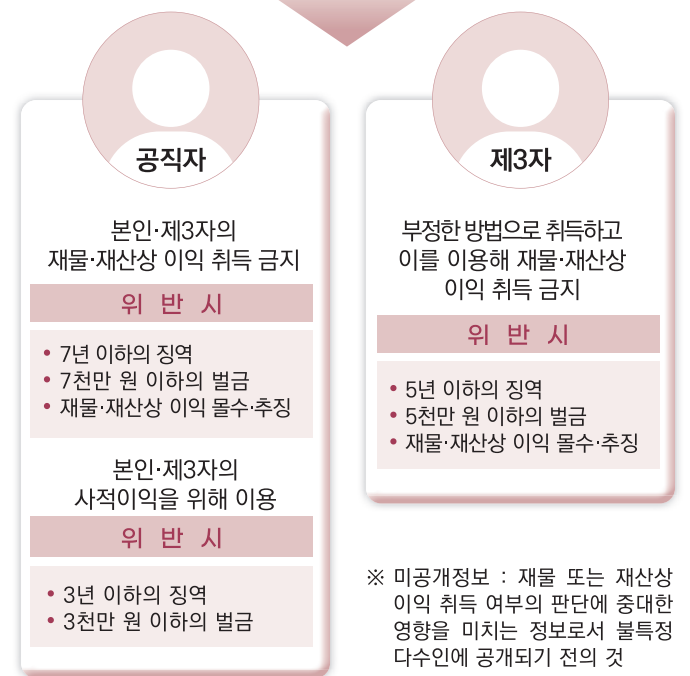 공직자
본인·제3자의
재물·재산상 이익 취득 금지
위 반 시
• 7년 이하의 징역
• 7천만 원 이하의 벌금
• 재물·재산상 이익 몰수·추징
본인·제3자의
사적이익을 위해 이용
위 반 시
• 3년 이하의 징역
• 3천만 원 이하의 벌금
제3자
부정한 방법으로 취득하고
이를 이용해 재물·재산상
이익 취득 금지
위 반 시
• 5년 이하의 징역
• 5천만 원 이하의 벌금
• 재물·재산상 이익 몰수·추징
※ 미공개정보 : 재물 또는 재산상
이익 취득 여부의 판단에 중대한
영향을 미치는 정보로서 불특정
다수인에 공개되기 전의 것